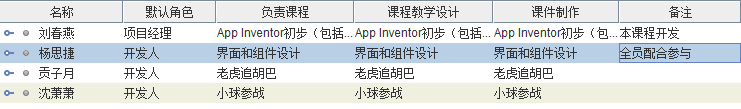 名称 默认角色 负责课程 课程教学设计 课件制作 备注
刘春燕 项目经理 App Inventor初步（包括... App Inventor初步（包... App Inventor初步（包... 本课程开发
杨思捷 开发人 界面和组件设计 界面和组件设计 界面和组件设计 全员配合参与
贡子月 开发人 老虎追胡巴 老虎追胡巴 老虎追胡巴
沈萧萧 开发人 小球参战 小球参战 小球参战